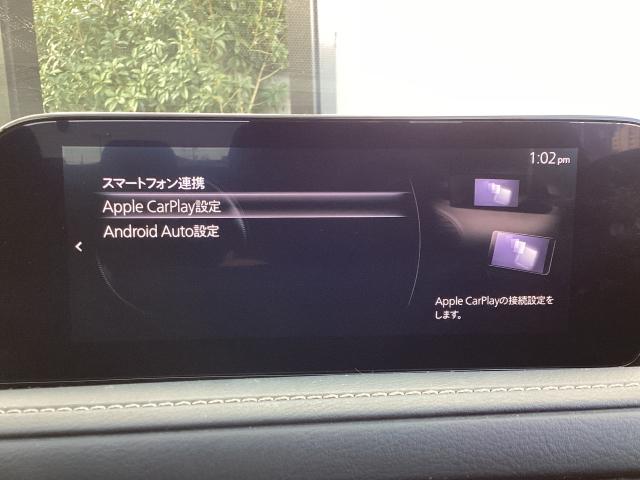 1:02 pm
スマートフォン連携
Apple CarPlay設定
Android Auto設定
Apple CarPlayの接続設定を
します。